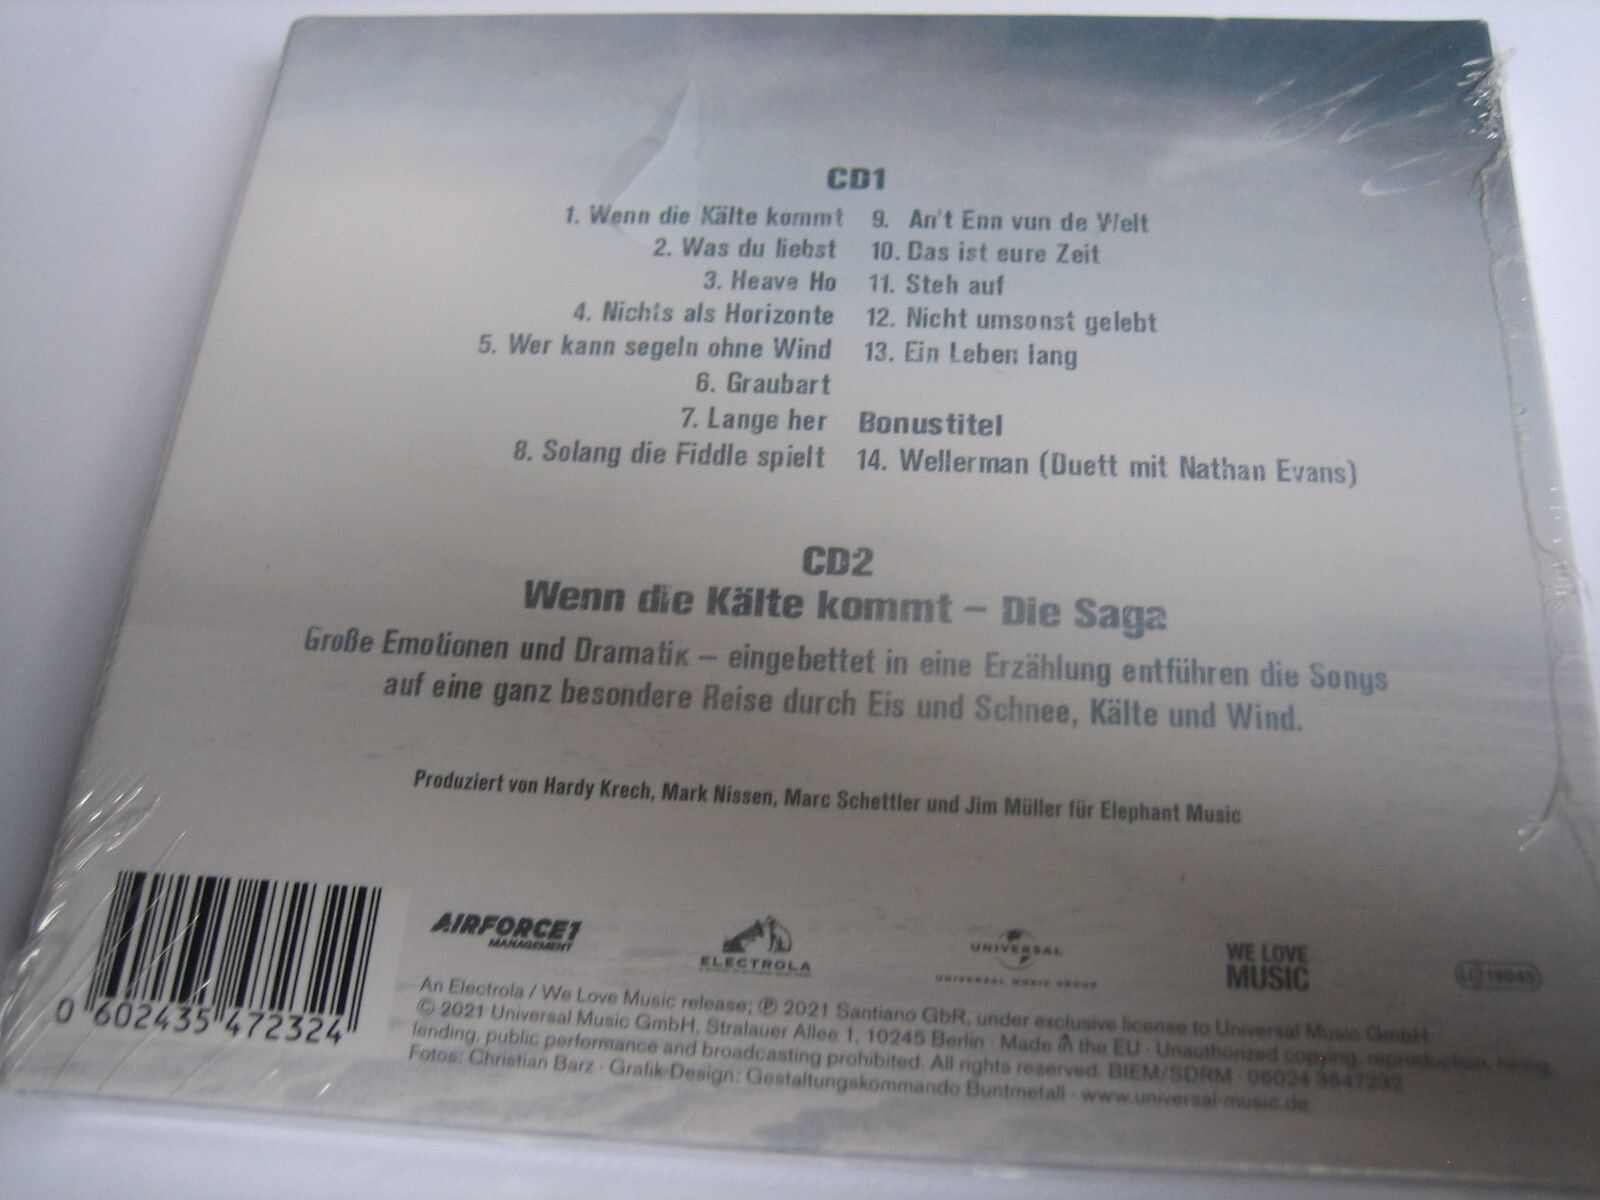 CD1
1. Wenn die Kälte kommt
2. Was du liebst
3. Heave Ho
4. Nichts als Horizonte
5. Wer kann segeln ohne Wind
6. Graubart
7. Lange her
8. Solang die Fiddle spielt
9. An't Enn vun de Welt
10. Das ist eure Zeit
11. Steh auf
12. Nicht umsonst gelebt
13. Ein Leben lang
Bonustitel
14. Wellerman (Duett mit Nathan Evans)
CD2
Wenn die Kälte kommt – Die Saga
Große Emotionen und Dramatik – eingebettet in eine Erzählung entführen die Songs
auf eine ganz besondere Reise durch Eis und Schnee, Kälte und Wind.
Produziert von Hardy Krech, Mark Nissen, Marc Schettler und Jim Müller für Elephant Music
0 602435 472324
AIRFORCE1
MANAGEMENT
ELECTROLA
UNIVERSAL
UNIVERSAL MUSIC GROUP
WE LOVE
MUSIC
An Electrola / We Love Music release; ℗ 2021 Santiano GbR, under exclusive license to Universal Music GmbH
© 2021 Universal Music GmbH, Stralauer Allee 1, 10245 Berlin · Made in the EU · Unauthorized copying, reproduction, hiring,
lending, public performance and broadcasting prohibited. All rights reserved. BIEM/SDRM · 06024 3547232
Fotos: Christian Barz · Grafik-Design: Gestaltungskommando Buntmetall · www.universal-music.de